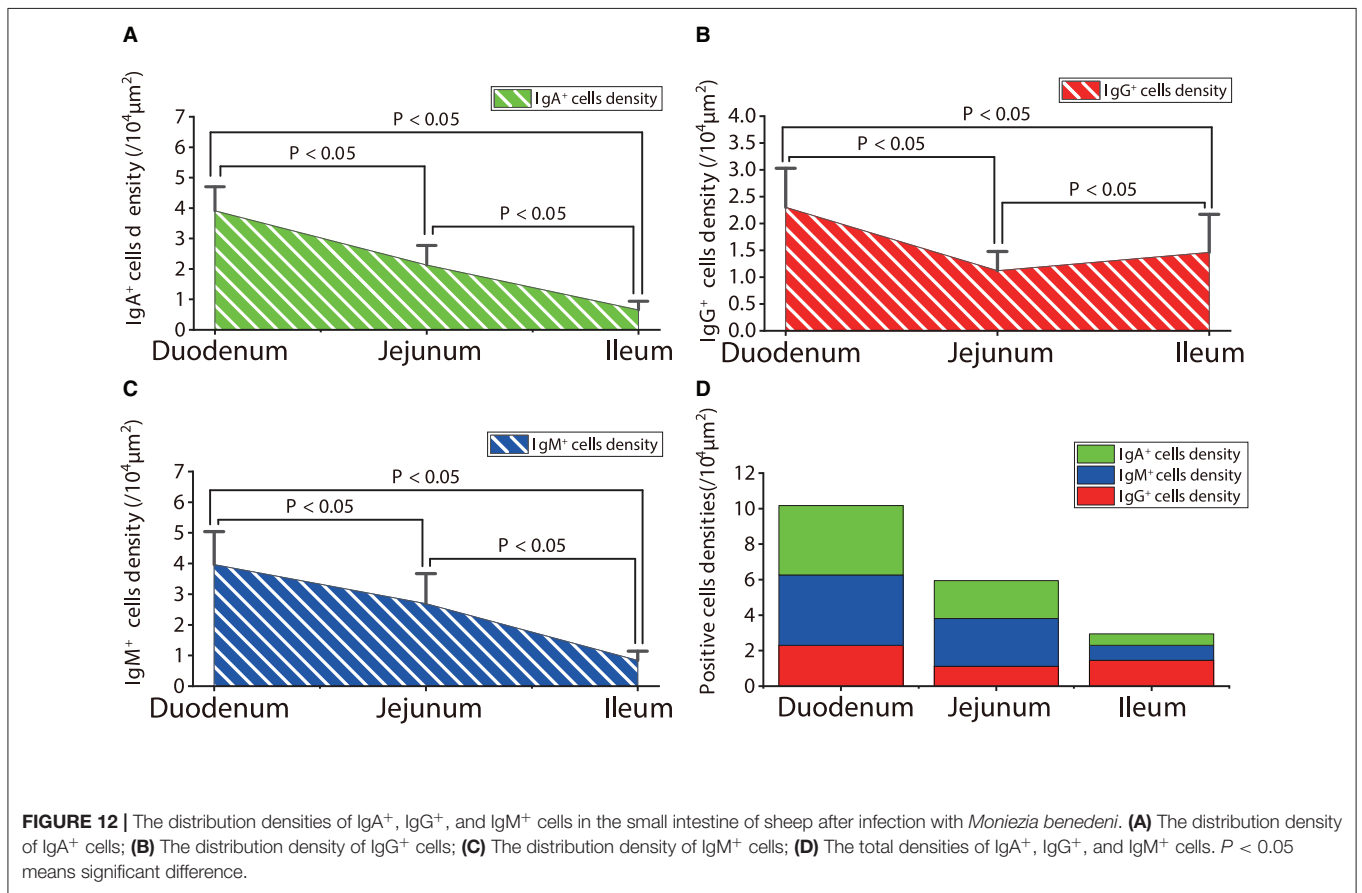 A
IgA⁺ cells density
IgA⁺ cells d ensity (/10⁴μm²)
7
6
5
4
3
2
1
0
P < 0.05
P < 0.05
P < 0.05
Duodenum Jejunum Ileum
B
IgG⁺ cells density
IgG⁺ cells density (/10⁴μm²)
4.0
3.5
3.0
2.5
2.0
1.5
1.0
0.5
0.0
P < 0.05
P < 0.05
P < 0.05
Duodenum Jejunum Ileum
C
IgM⁺ cells density
IgM⁺ cells density (/10⁴μm²)
7
6
5
4
3
2
1
0
P < 0.05
P < 0.05
P < 0.05
Duodenum Jejunum Ileum
D
IgA⁺ cells density
IgM⁺ cells density
IgG⁺ cells density
Positive cells densities(/10⁴μm²)
12
10
8
6
4
2
0
Duodenum Jejunum Ileum
FIGURE 12 | The distribution densities of IgA⁺, IgG⁺, and IgM⁺ cells in the small intestine of sheep after infection with Moniezia benedeni. (A) The distribution density
of IgA⁺ cells; (B) The distribution density of IgG⁺ cells; (C) The distribution density of IgM⁺ cells; (D) The total densities of IgA⁺, IgG⁺, and IgM⁺ cells. P < 0.05
means significant difference.